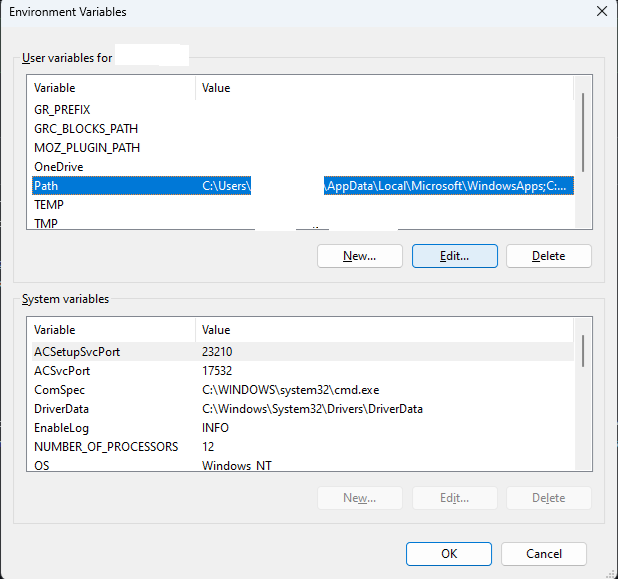 Environment Variables
User variables for
Variable Value
GR_PREFIX
GRC_BLOCKS_PATH
MOZ_PLUGIN_PATH
OneDrive
Path C:\Users\ \AppData\Local\Microsoft\WindowsApps;C:...
TEMP
TMP
New... Edit... Delete
System variables
Variable Value
ACSetupSvcPort 23210
ACSvcPort 17532
ComSpec C:\WINDOWS\system32\cmd.exe
DriverData C:\Windows\System32\Drivers\DriverData
EnableLog INFO
NUMBER_OF_PROCESSORS 12
OS Windows_NT
New... Edit... Delete
OK Cancel